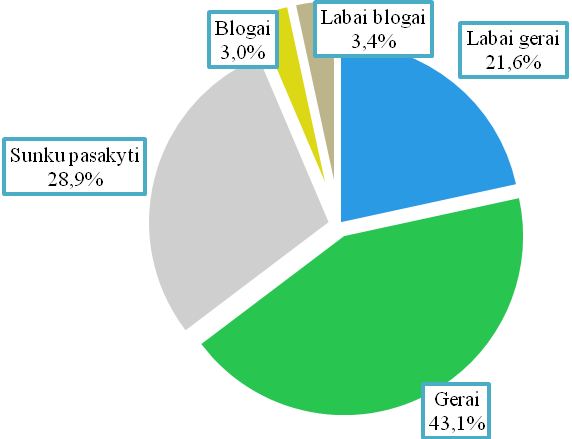 Blogai
3,0%
Labai blogai
3,4%
Labai gerai
21,6%
Sunku pasakyti
28,9%
Gerai
43,1%